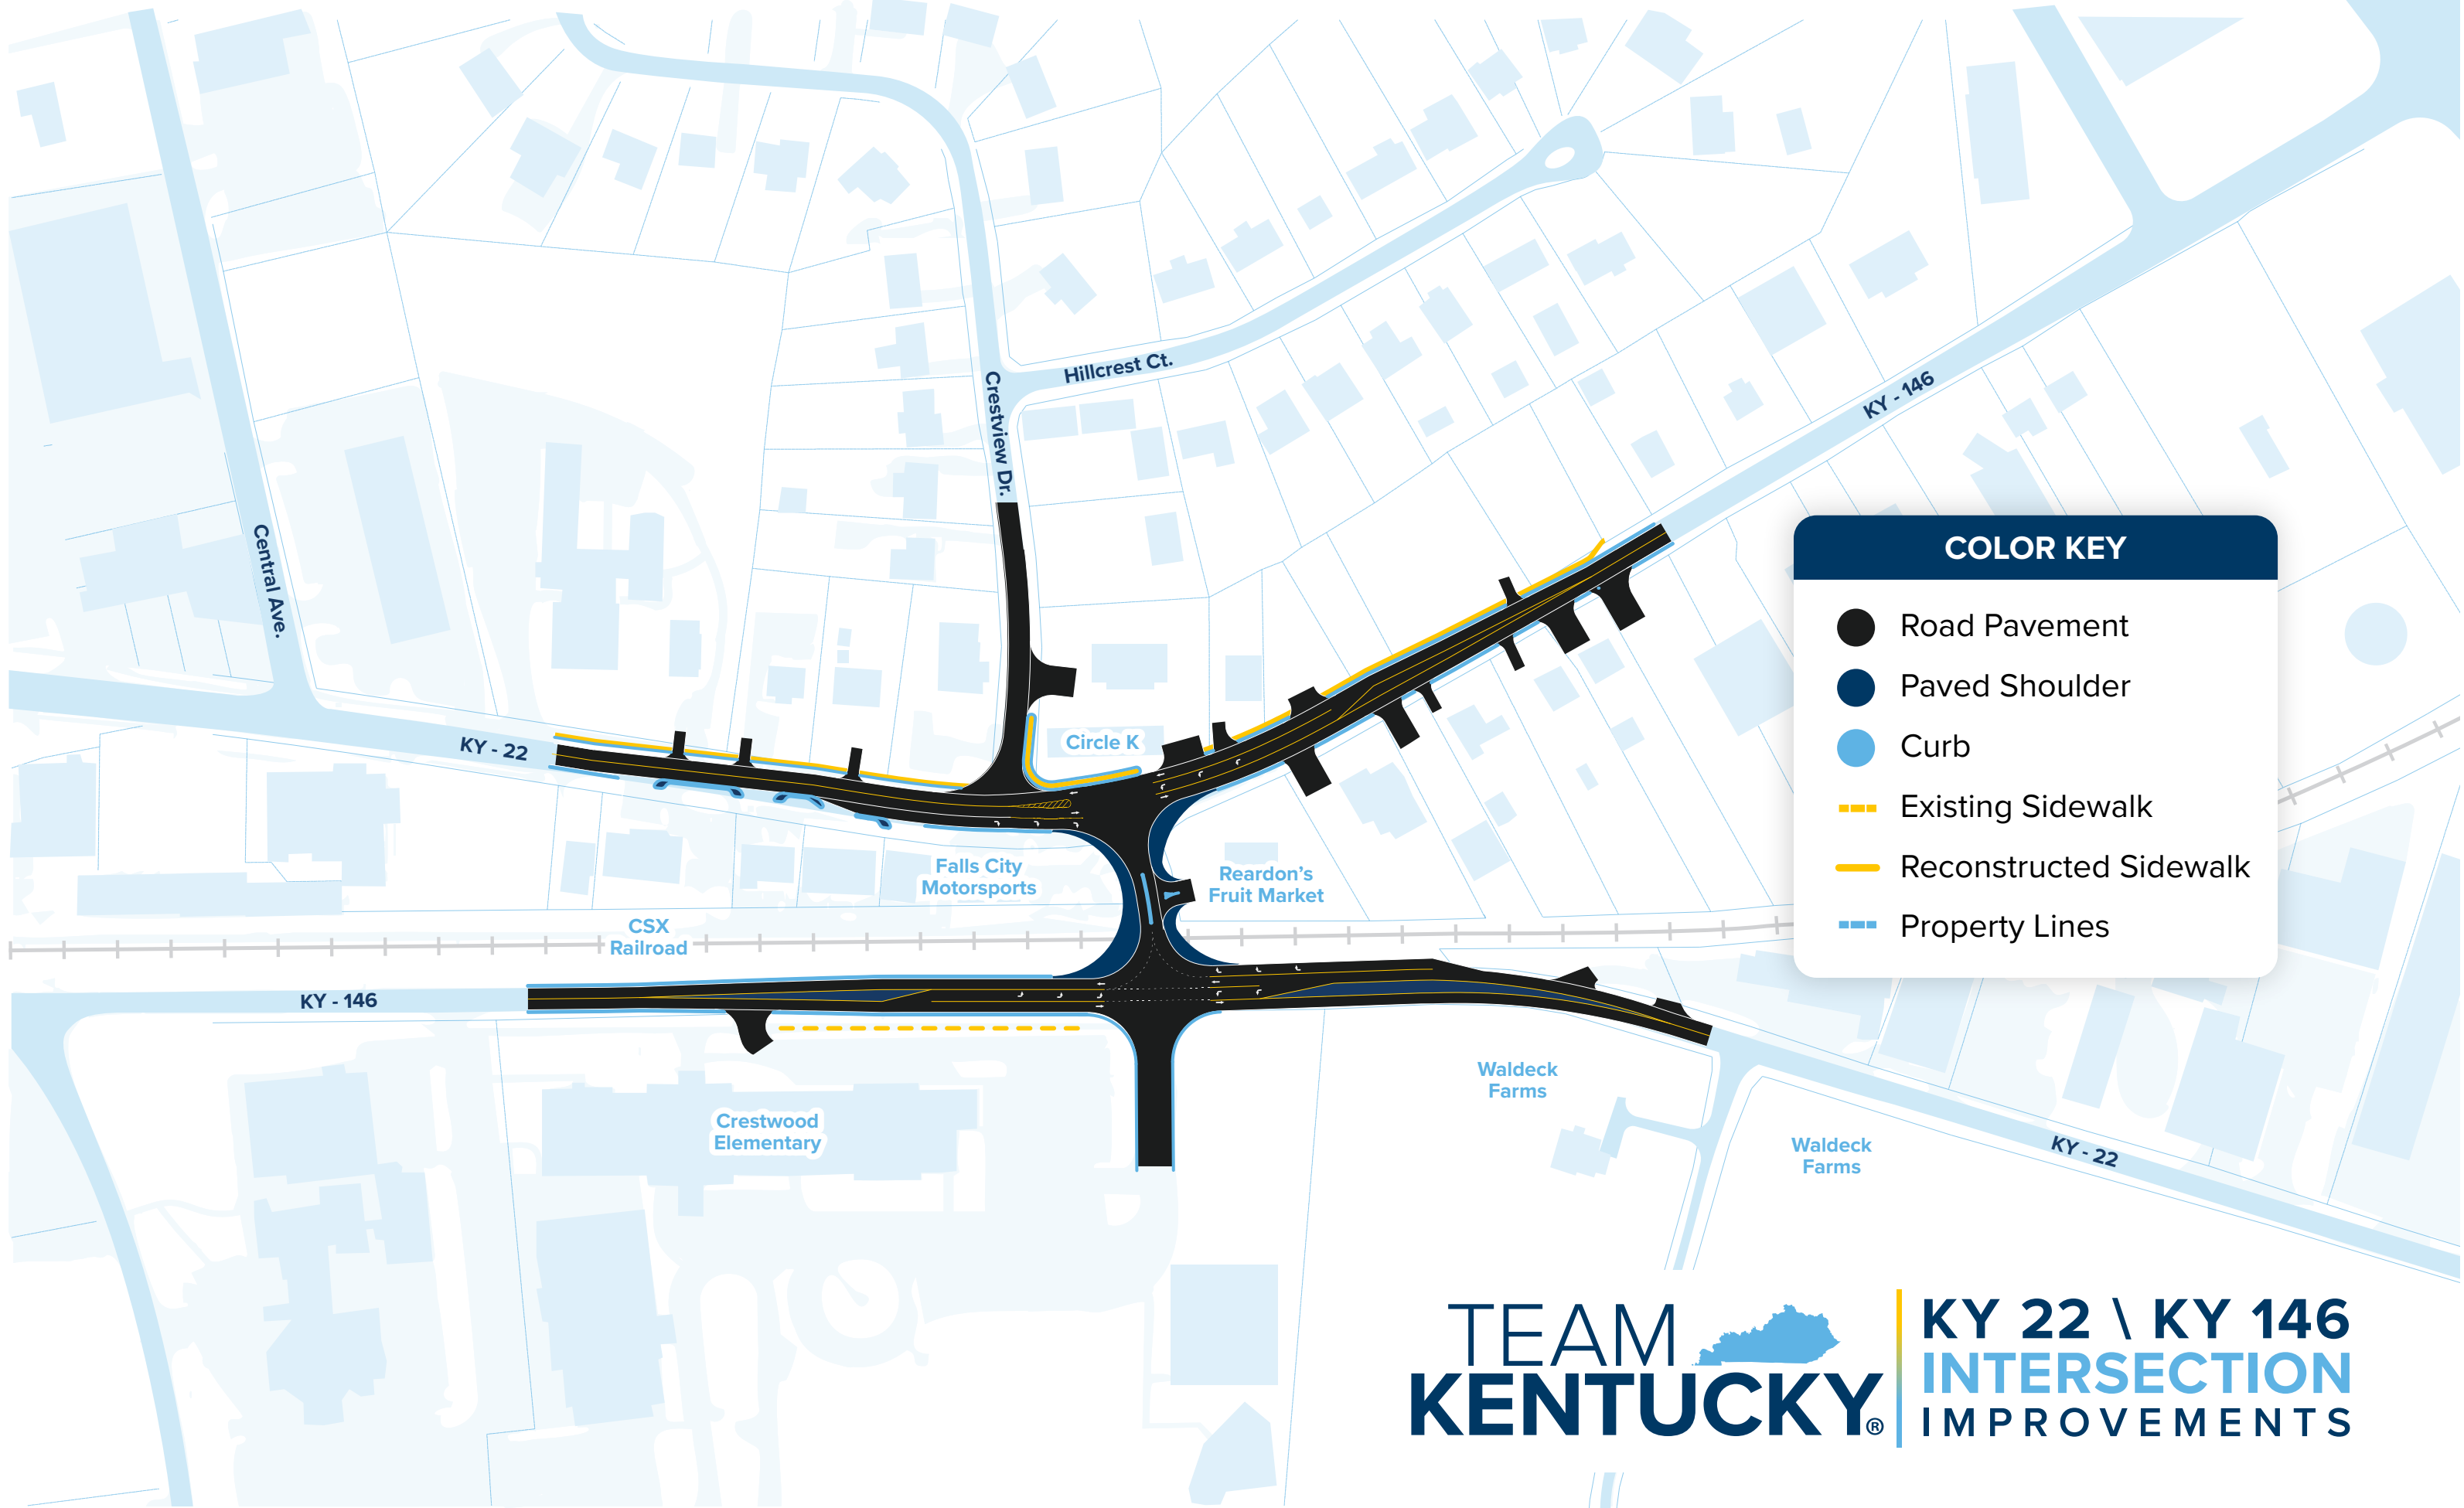 Hillcrest Ct.
Crestview Dr.
KY - 146
Central Ave.
KY - 22
Circle K
Falls City
Motorsports
Reardon's
Fruit Market
CSX
Railroad
KY - 146
Crestwood
Elementary
Waldeck
Farms
Waldeck
Farms
KY - 22
COLOR KEY
Road Pavement
Paved Shoulder
Curb
Existing Sidewalk
Reconstructed Sidewalk
Property Lines
TEAM
KENTUCKY®
KY 22 \ KY 146
INTERSECTION
IMPROVEMENTS